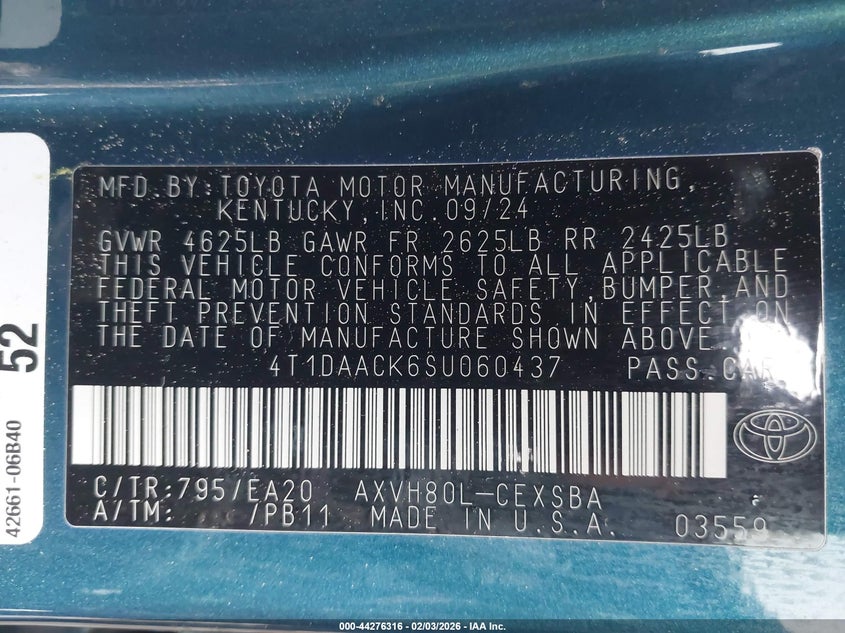 MFD BY:TOYOTA MOTOR MANUFACTURING,
KENTUCKY,INC.09/24
GVWR 4625LB GAWR FR 2625LB RR 2425LB
THIS VEHICLE CONFORMS TO ALL APPLICABLE
FEDERAL MOTOR VEHICLE SAFETY,BUMPER,AND
THEFT PREVENTION STANDARDS IN EFFECT ON
THE DATE OF MANUFACTURE SHOWN ABOVE.
4T1DAACK6SU060437 PASS.CAR
C/TR:795/EA20 AXVH80L-CEXSBA
A/TM: /PB11 MADE IN U.S.A. 03559
52
42661-06B40
000-44276316 - 02/03/2026 - IAA Inc.